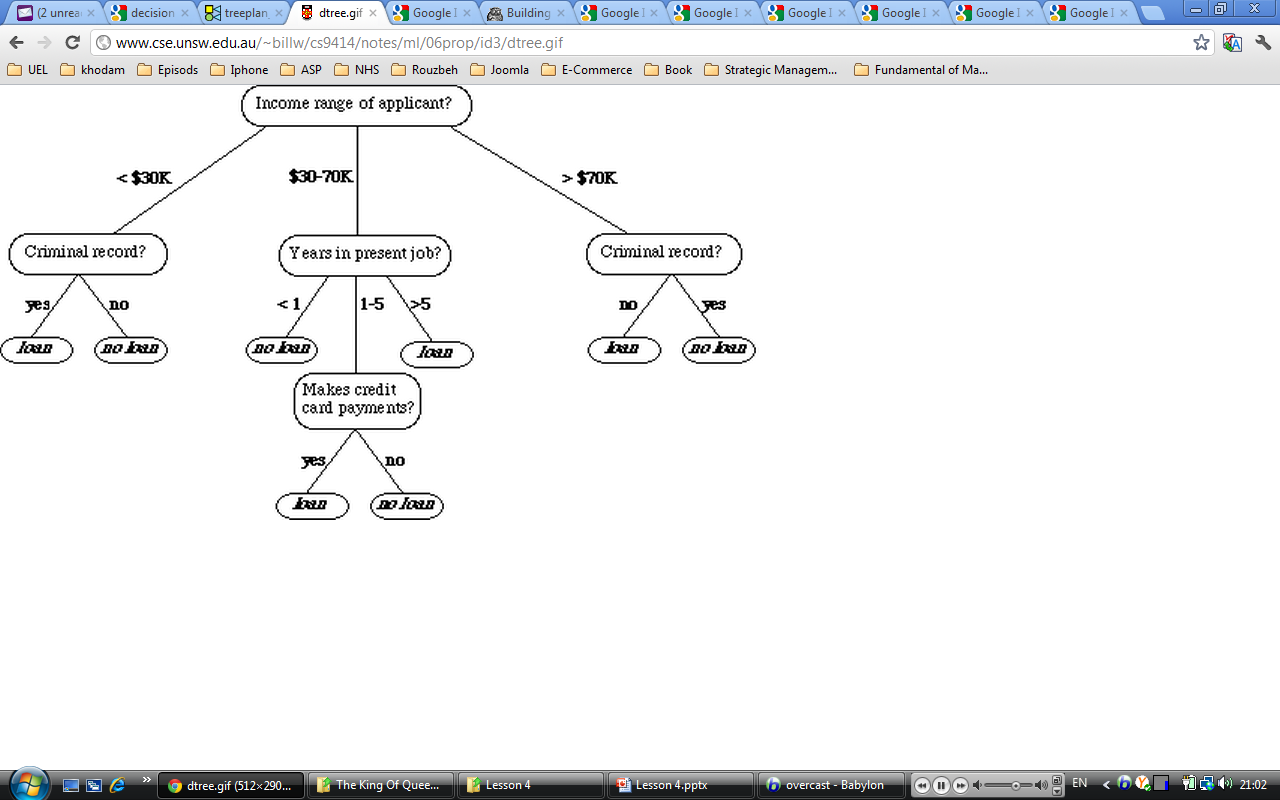 (2 unrea
decision
treeplan_
dtree.gif
Google I
Building
Google I
Google I
Google I
Google I
Google I
Google I
www.cse.unsw.edu.au/~billw/cs9414/notes/ml/06prop/id3/dtree.gif
UEL khodam Episods Iphone ASP NHS Rouzbeh Joomla E-Commerce Book Strategic Managem... Fundamental of Ma...
Income range of applicant?
< $30K $30-70K > $70K
Criminal record? Years in present job? Criminal record?
yes no < 1 1-5 >5 no yes
loan no loan no loan loan loan no loan
Makes credit
card payments?
yes no
loan no loan
dtree.gif (512×290... The King Of Quee... Lesson 4 Lesson 4.pptx overcast - Babylon EN 21:02